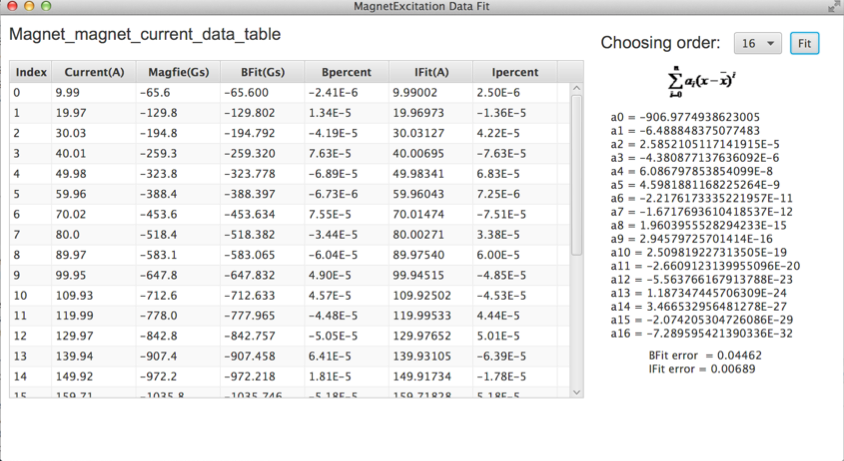 MagnetExcitation Data Fit
Magnet_magnet_current_data_table
Index Current(A) Magfie(Gs) BFit(Gs) Bpercent IFit(A) Ipercent
0 9.99 -65.6 -65.600 -2.41E-6 9.99002 2.50E-6
1 19.97 -129.8 -129.802 1.34E-5 19.96973 -1.36E-5
2 30.03 -194.8 -194.792 -4.19E-5 30.03127 4.22E-5
3 40.01 -259.3 -259.320 7.63E-5 40.00695 -7.63E-5
4 49.98 -323.8 -323.778 -6.89E-5 49.98341 6.83E-5
5 59.96 -388.4 -388.397 -6.73E-6 59.96043 7.25E-6
6 70.02 -453.6 -453.634 7.55E-5 70.01474 -7.51E-5
7 80.0 -518.4 -518.382 -3.44E-5 80.00271 3.38E-5
8 89.97 -583.1 -583.065 -6.04E-5 89.97540 6.00E-5
9 99.95 -647.8 -647.832 4.90E-5 99.94515 -4.85E-5
10 109.93 -712.6 -712.633 4.57E-5 109.92502 -4.53E-5
11 119.99 -778.0 -777.965 -4.48E-5 119.99533 4.44E-5
12 129.97 -842.8 -842.757 -5.05E-5 129.97652 5.01E-5
13 139.94 -907.4 -907.458 6.41E-5 139.93105 -6.39E-5
14 149.92 -972.2 -972.218 1.81E-5 149.91734 -1.78E-5
15 159.71 -1035.8 -1035.746 -5.18E-5 159.71828 5.18E-5
Choosing order: 16 Fit
n
∑ aᵢ(x−x̄)ⁱ
i=0
a0 = -906.9774938623005
a1 = -6.488848375077483
a2 = 2.5852105117141915E-5
a3 = -4.380877137636092E-6
a4 = 6.086797853854099E-8
a5 = 4.5981881168225264E-9
a6 = -2.2176173335221957E-11
a7 = -1.6717693610418537E-12
a8 = 1.9603955528294233E-15
a9 = 2.94579725701414E-16
a10 = 2.509819227313505E-19
a11 = -2.6609123139955096E-20
a12 = -5.563766167913788E-23
a13 = 1.187347445706309E-24
a14 = 3.466532956481278E-27
a15 = -2.074205304726086E-29
a16 = -7.289595421390336E-32
BFit error = 0.04462
IFit error = 0.00689